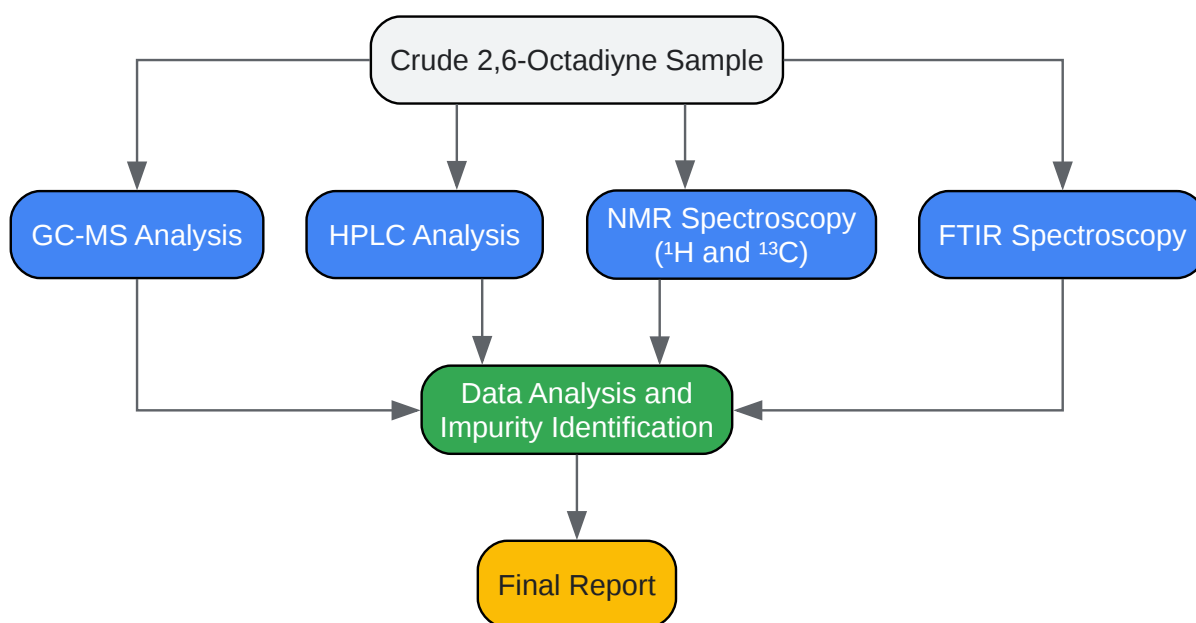 Crude 2,6-Octadiyne Sample
GC-MS Analysis
HPLC Analysis
NMR Spectroscopy
(¹H and ¹³C)
FTIR Spectroscopy
Data Analysis and
Impurity Identification
Final Report